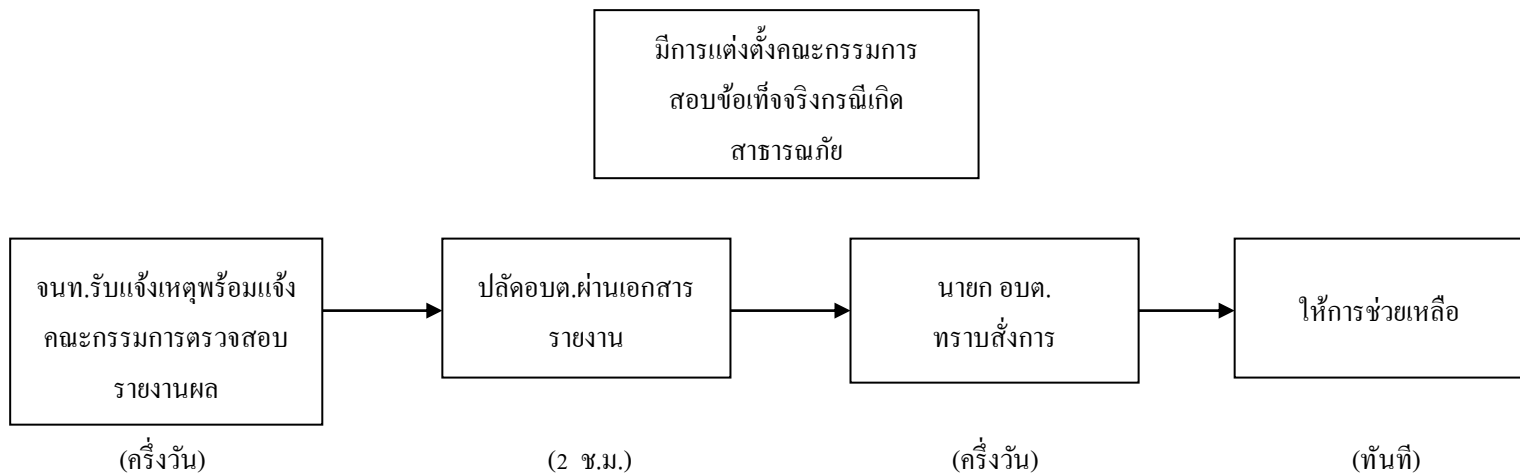 มีการแต่งตั้งคณะกรรมการ
สอบข้อเท็จจริงกรณีเกิด
สาธารณภัย
จนท.รับแจ้งเหตุพร้อมแจ้ง
คณะกรรมการตรวจสอบ
รายงานผล
ปลัดอบต.ผ่านเอกสาร
รายงาน
นายก อบต.
ทราบสั่งการ
ให้การช่วยเหลือ
(ครึ่งวัน)
(2 ช.ม.)
(ครึ่งวัน)
(ทันที)